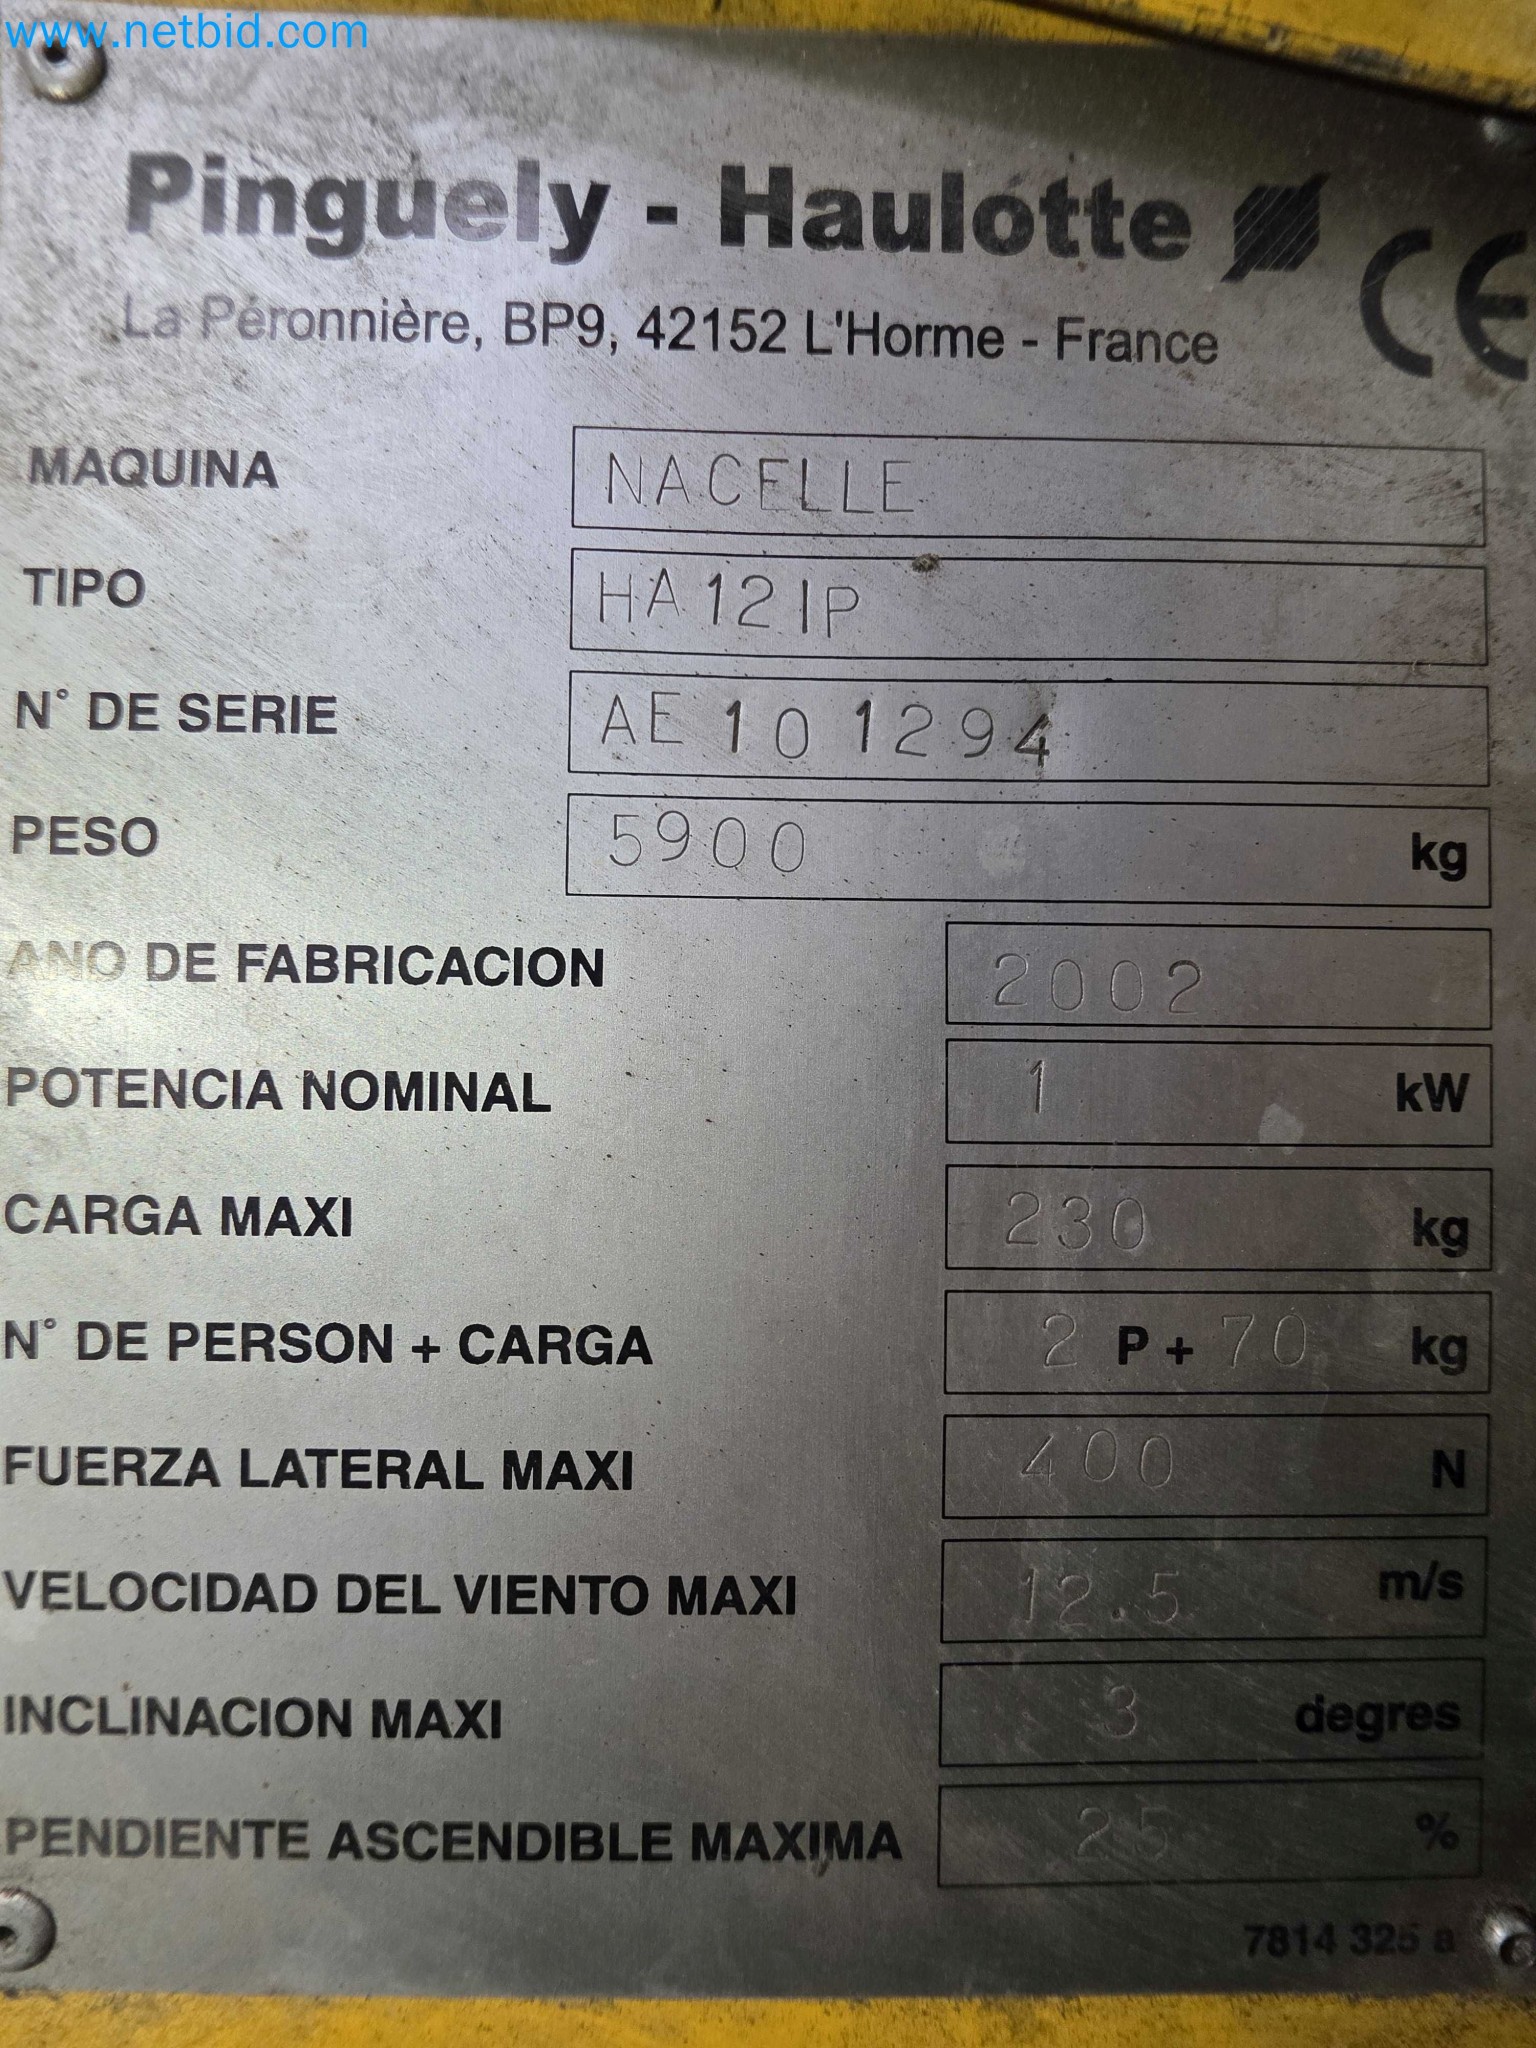 www.netbid.com
Pinguely - Haulotte
CE
La Péronnière, BP9, 42152 L'Horme - France
MAQUINA NACELLE
TIPO HA12IP
N° DE SERIE AE 101294
PESO 5900 kg
ANO DE FABRICACION 2002
POTENCIA NOMINAL 1 kW
CARGA MAXI 230 kg
N° DE PERSON + CARGA 2 P + 70 kg
FUERZA LATERAL MAXI 400 N
VELOCIDAD DEL VIENTO MAXI 12.5 m/s
INCLINACION MAXI 3 degres
PENDIENTE ASCENDIBLE MAXIMA 25 %
7814 325 a